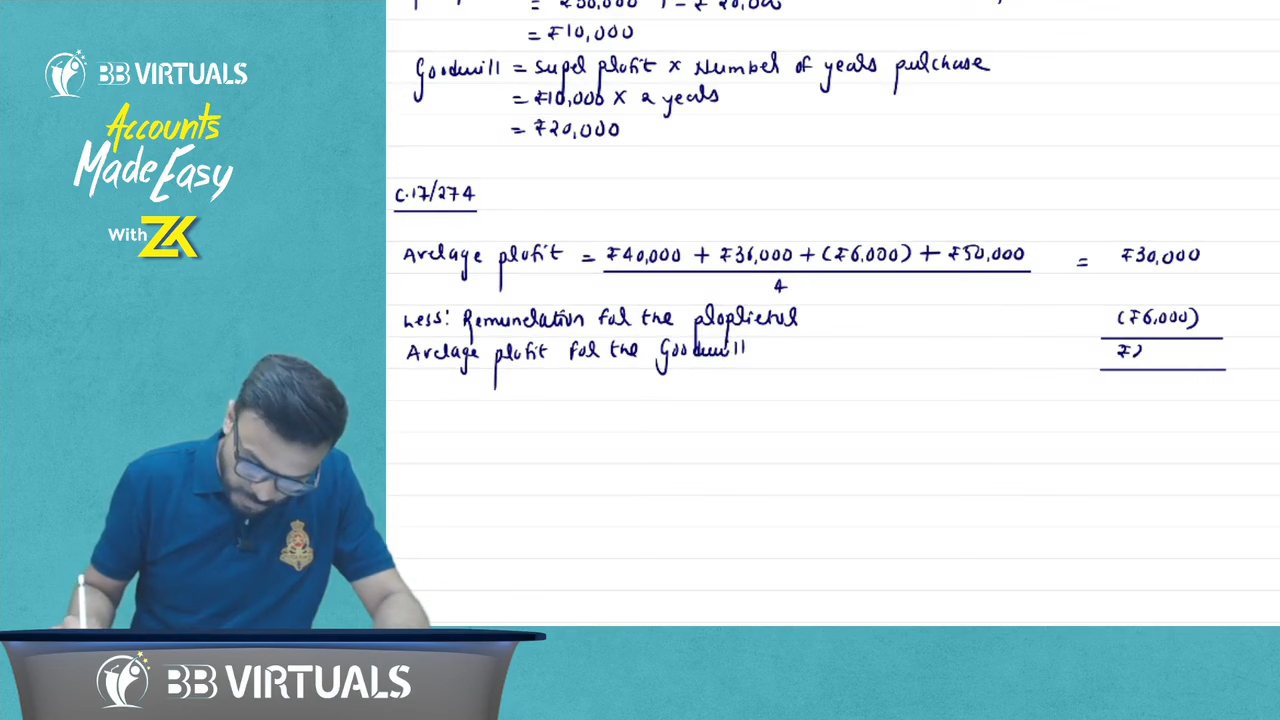 BB VIRTUALS
Accounts
Made Easy
With ZK
= ₹10,000
Goodwill = Super profit × Number of years purchase
= ₹10,000 × 2 years
= ₹20,000
C.17/274
Average profit = ₹40,000 + ₹36,000 + (₹6,000) + ₹50,000 = ₹30,000
4
Less: Remuneration for the proprietor (₹6,000)
Average profit for the Goodwill ₹2
BB VIRTUALS